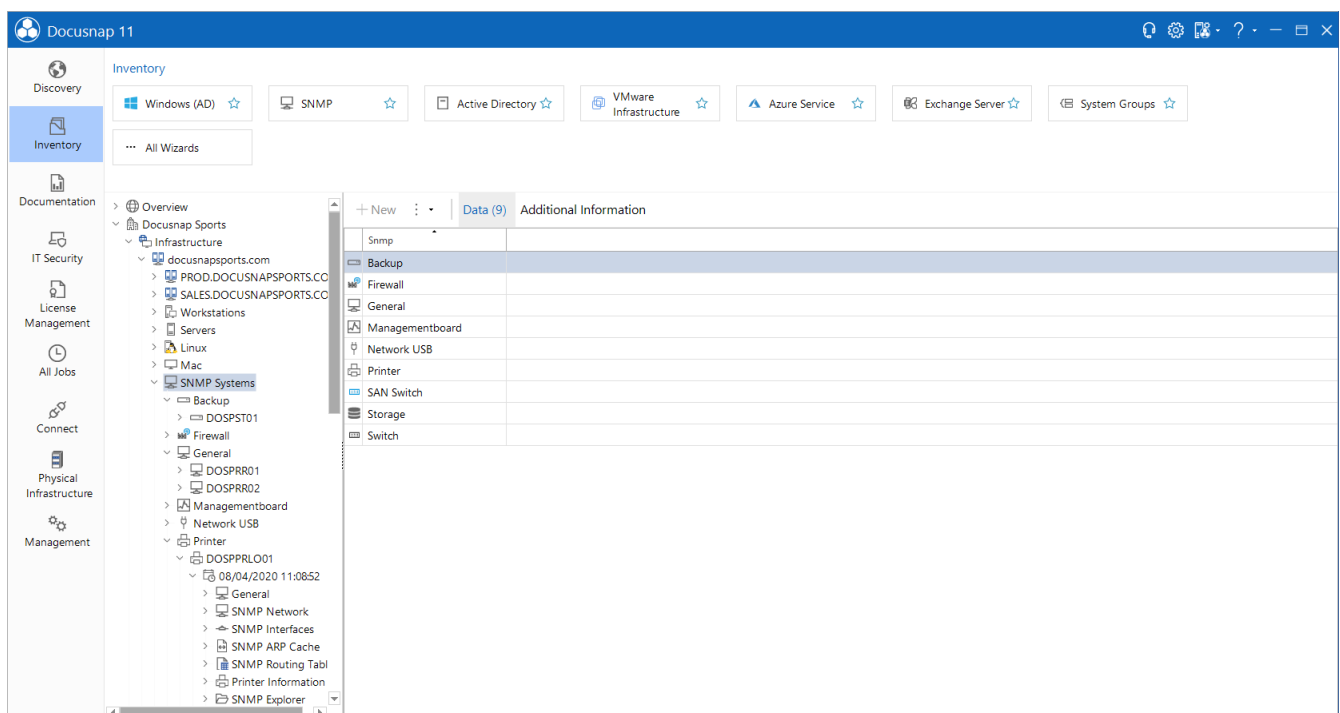 Docusnap 11
?
Discovery
Inventory
Documentation
IT Security
License
Management
All Jobs
Connect
Physical
Infrastructure
Management
Inventory
Windows (AD)
SNMP
Active Directory
VMware
Infrastructure
Azure Service
Exchange Server
System Groups
All Wizards
Overview
Docusnap Sports
Infrastructure
docusnapsports.com
PROD.DOCUSNAPSPORTS.CO
SALES.DOCUSNAPSPORTS.CO
Workstations
Servers
Linux
Mac
SNMP Systems
Backup
DOSPST01
Firewall
General
DOSPRR01
DOSPRR02
Managementboard
Network USB
Printer
DOSPPRLO01
08/04/2020 11:08:52
General
SNMP Network
SNMP Interfaces
SNMP ARP Cache
SNMP Routing Tabl
Printer Information
SNMP Explorer
+ New
Data (9)
Additional Information
Snmp
Backup
Firewall
General
Managementboard
Network USB
Printer
SAN Switch
Storage
Switch